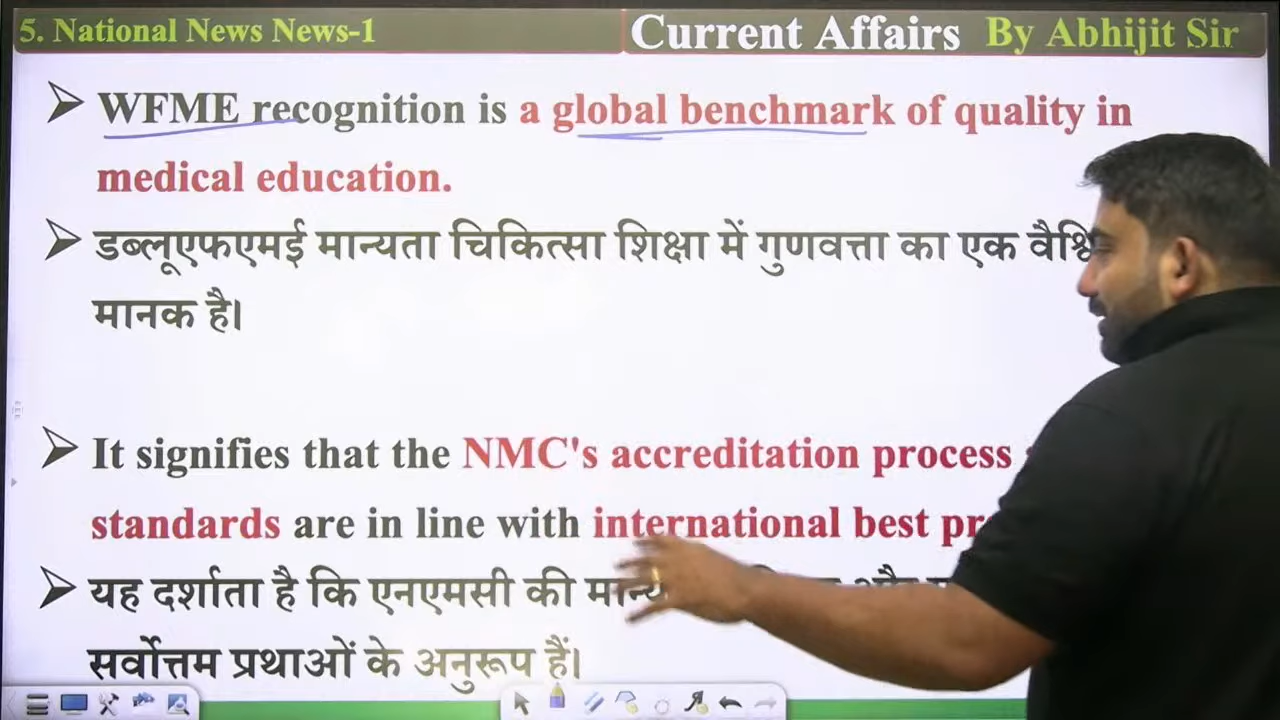 5. National News News-1
Current Affairs By Abhijit Sir
WFME recognition is a global benchmark of quality in
medical education.
डब्लूएफएमई मान्यता चिकित्सा शिक्षा में गुणवत्ता का एक
मानक है।
It signifies that the NMC's accreditation process
standards are in line with international best
यह दर्शाता है कि एनएमसी की
सर्वोत्तम प्रथाओं के अनुरूप हैं।